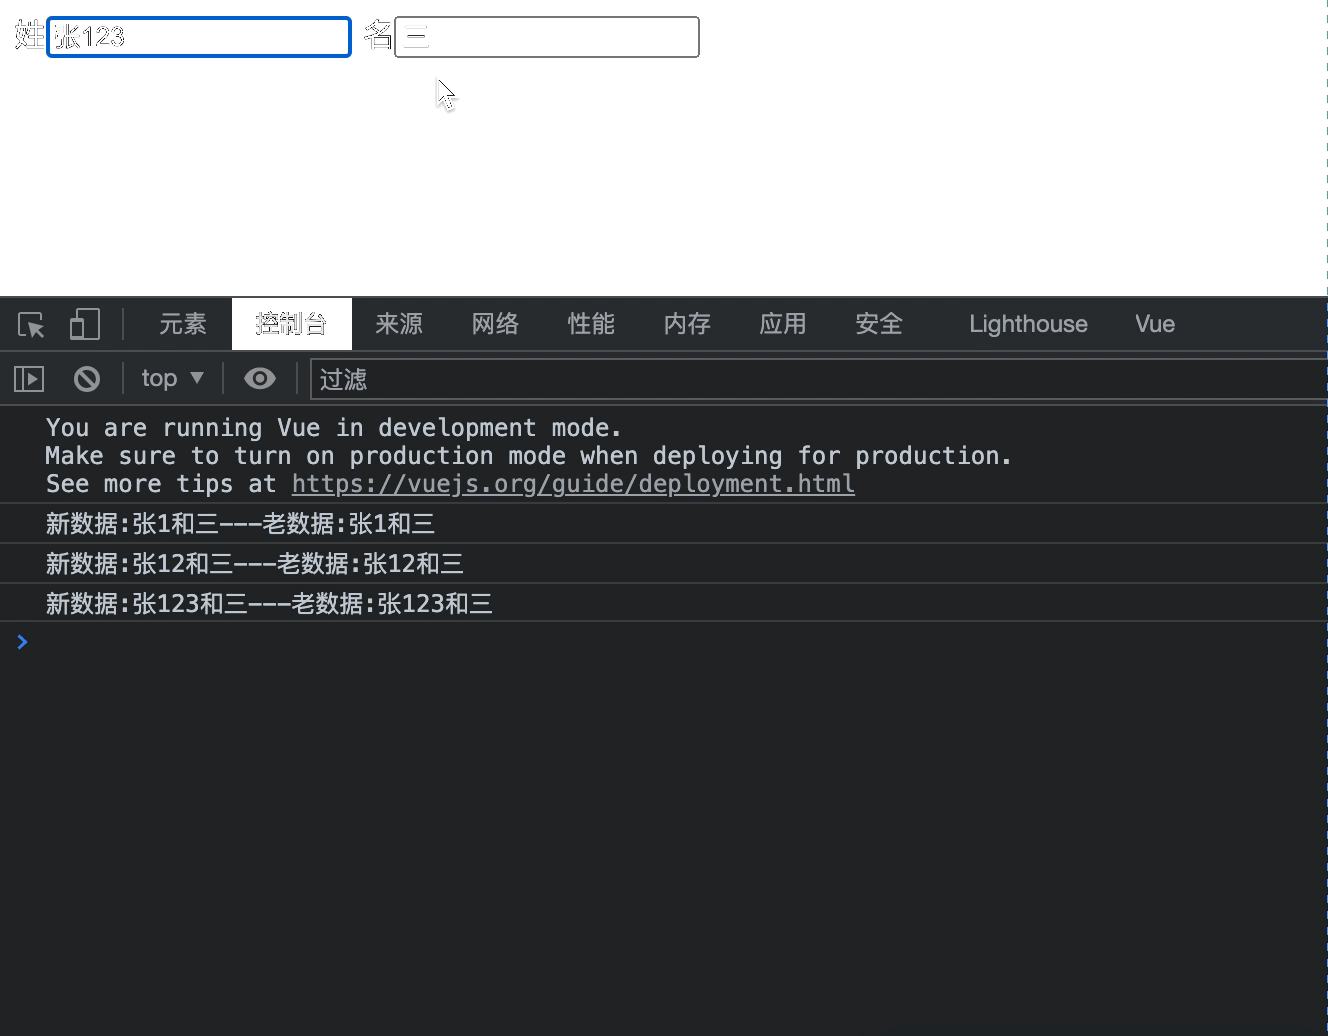 姓 张123 名 三
元素 控制台 来源 网络 性能 内存 应用 安全 Lighthouse Vue
top 过滤
You are running Vue in development mode.
Make sure to turn on production mode when deploying for production.
See more tips at https://vuejs.org/guide/deployment.html
新数据:张1和三---老数据:张1和三
新数据:张12和三---老数据:张12和三
新数据:张123和三---老数据:张123和三